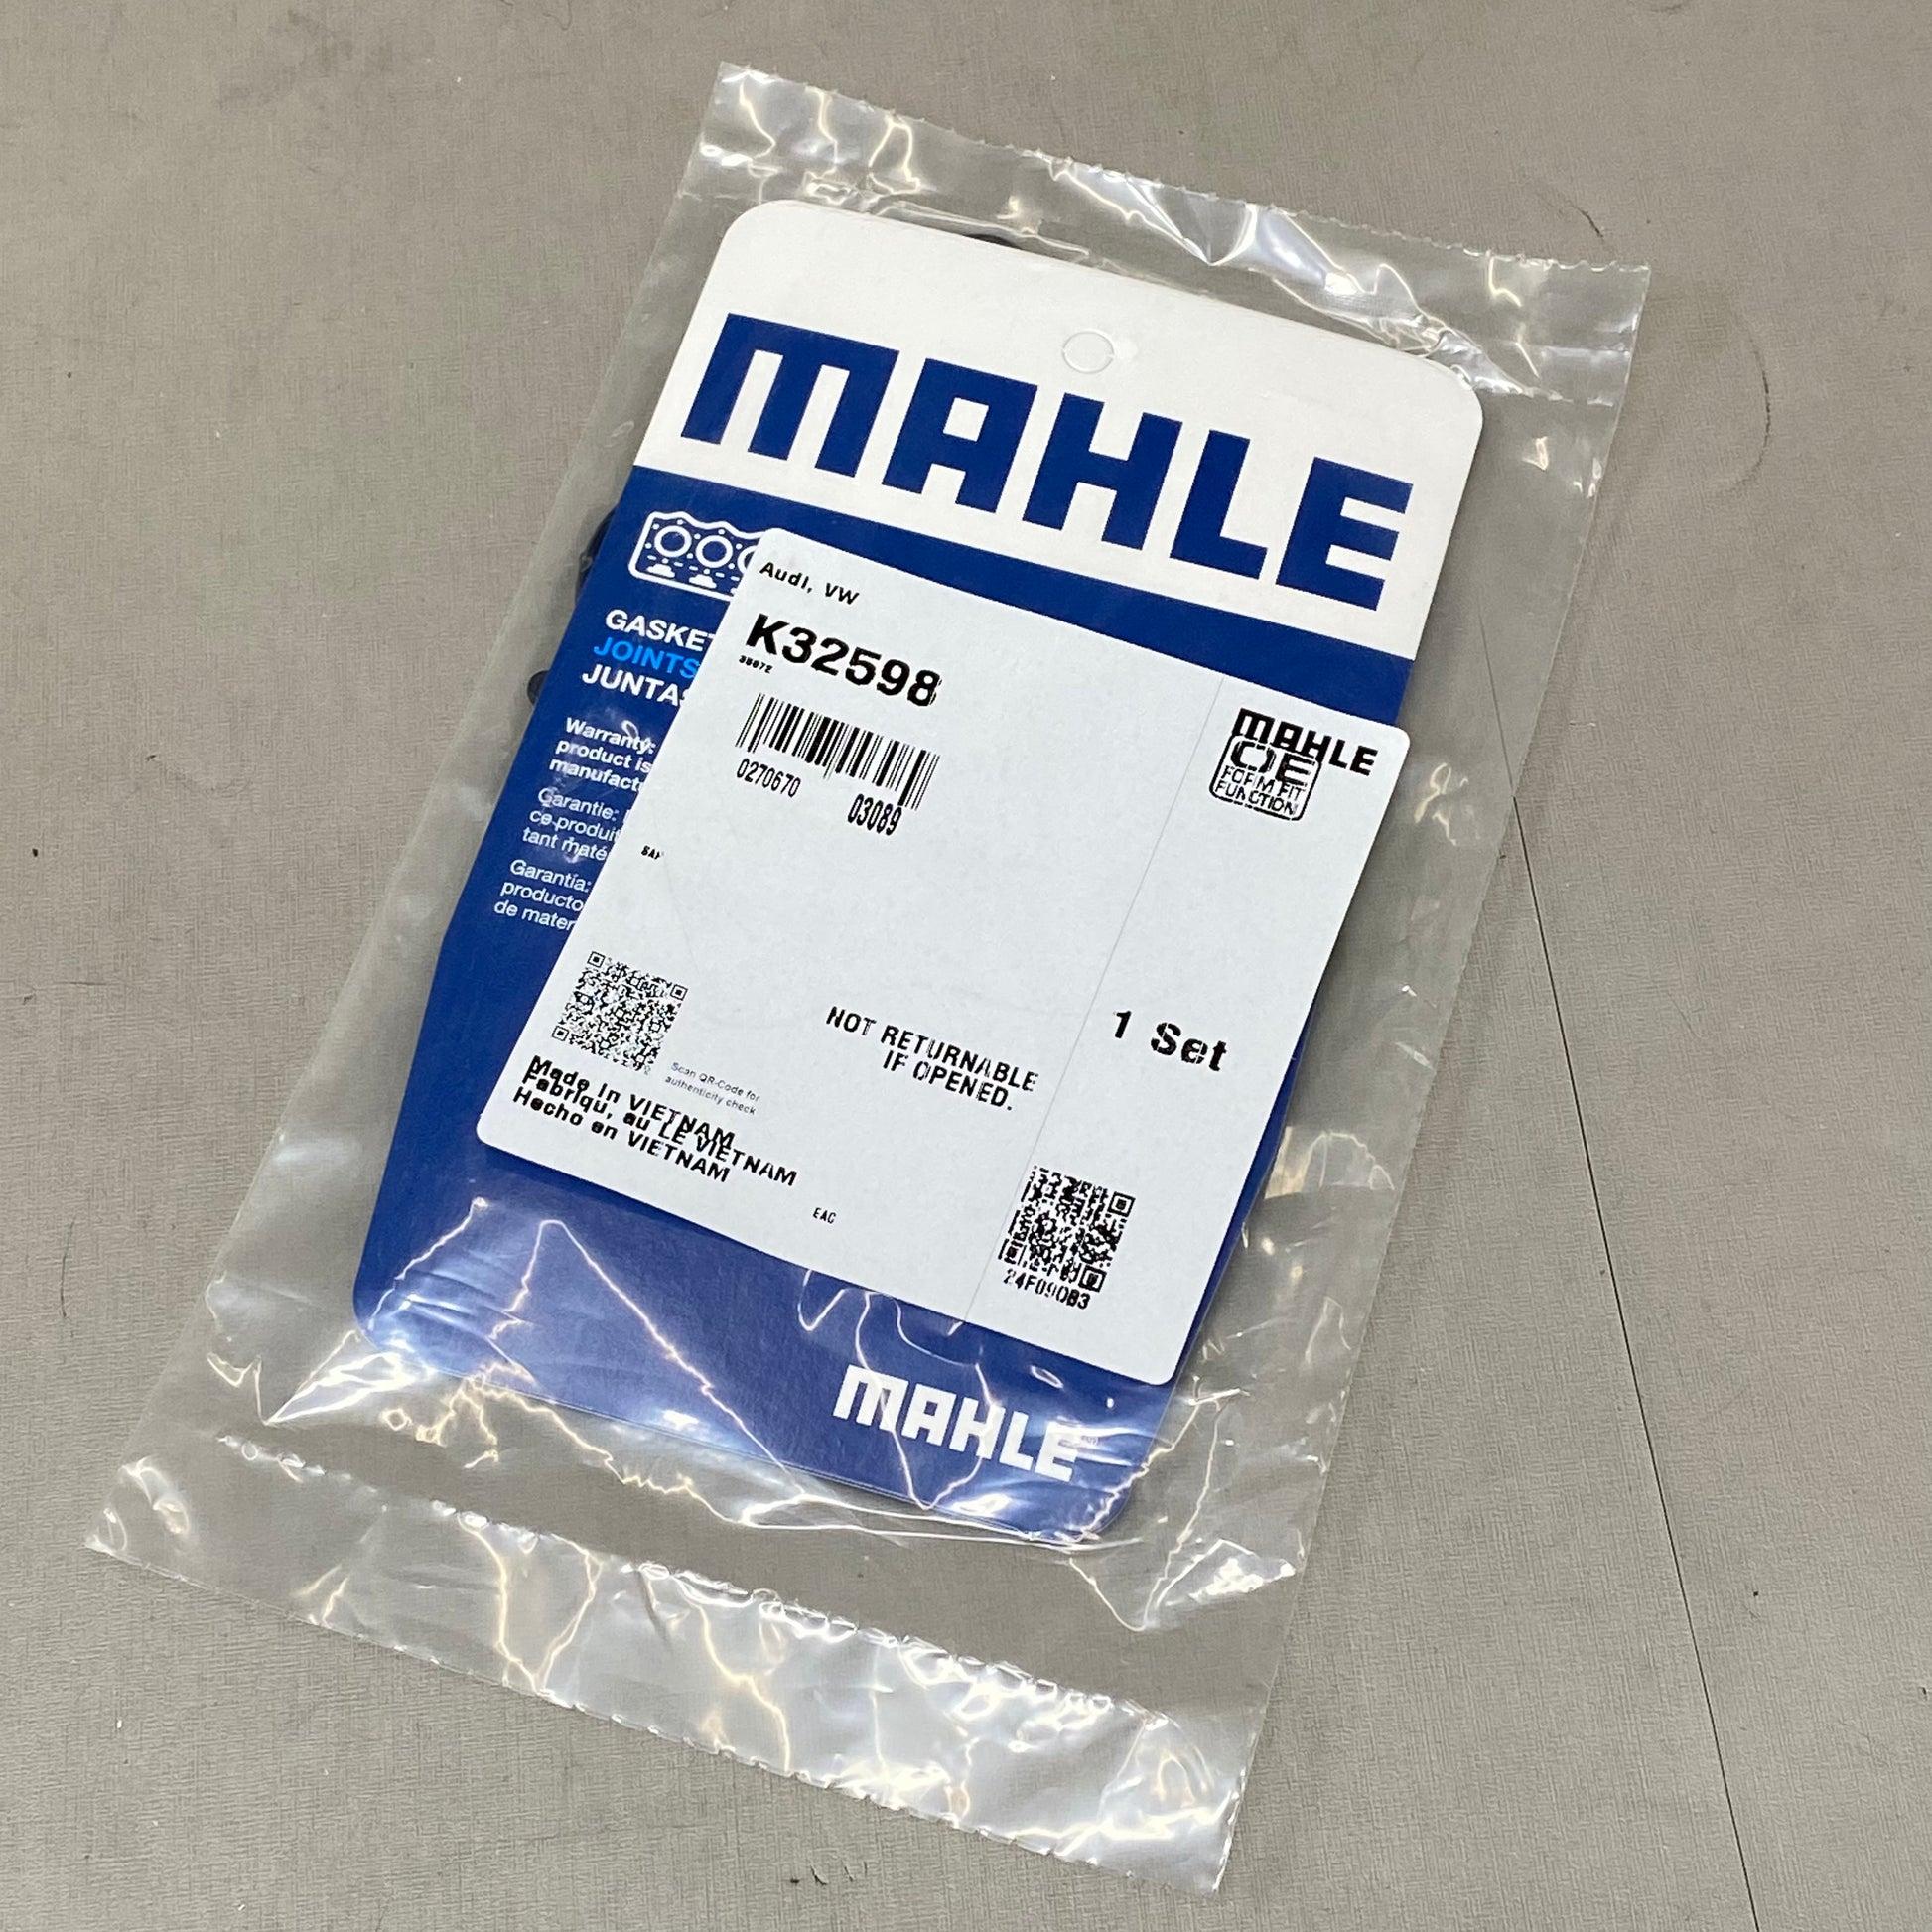 MAHLE
GASKET
JOINTS
JUNTAS
Warranty:
product is
manufact
Garantie:
ce produit
tant maté
Garantía:
producto
de mater
Audi, VW
K32598
0270670 03089
MAHLE
OE
FORM FIT
FUNCTION
NOT RETURNABLE
IF OPENED.
1 Set
Scan QR-Code for
authenticity check
Made In VIETNAM
Fabriqu, au LE VIETNAM
Hecho en VIETNAM
EAC
24F090B3
MAHLE